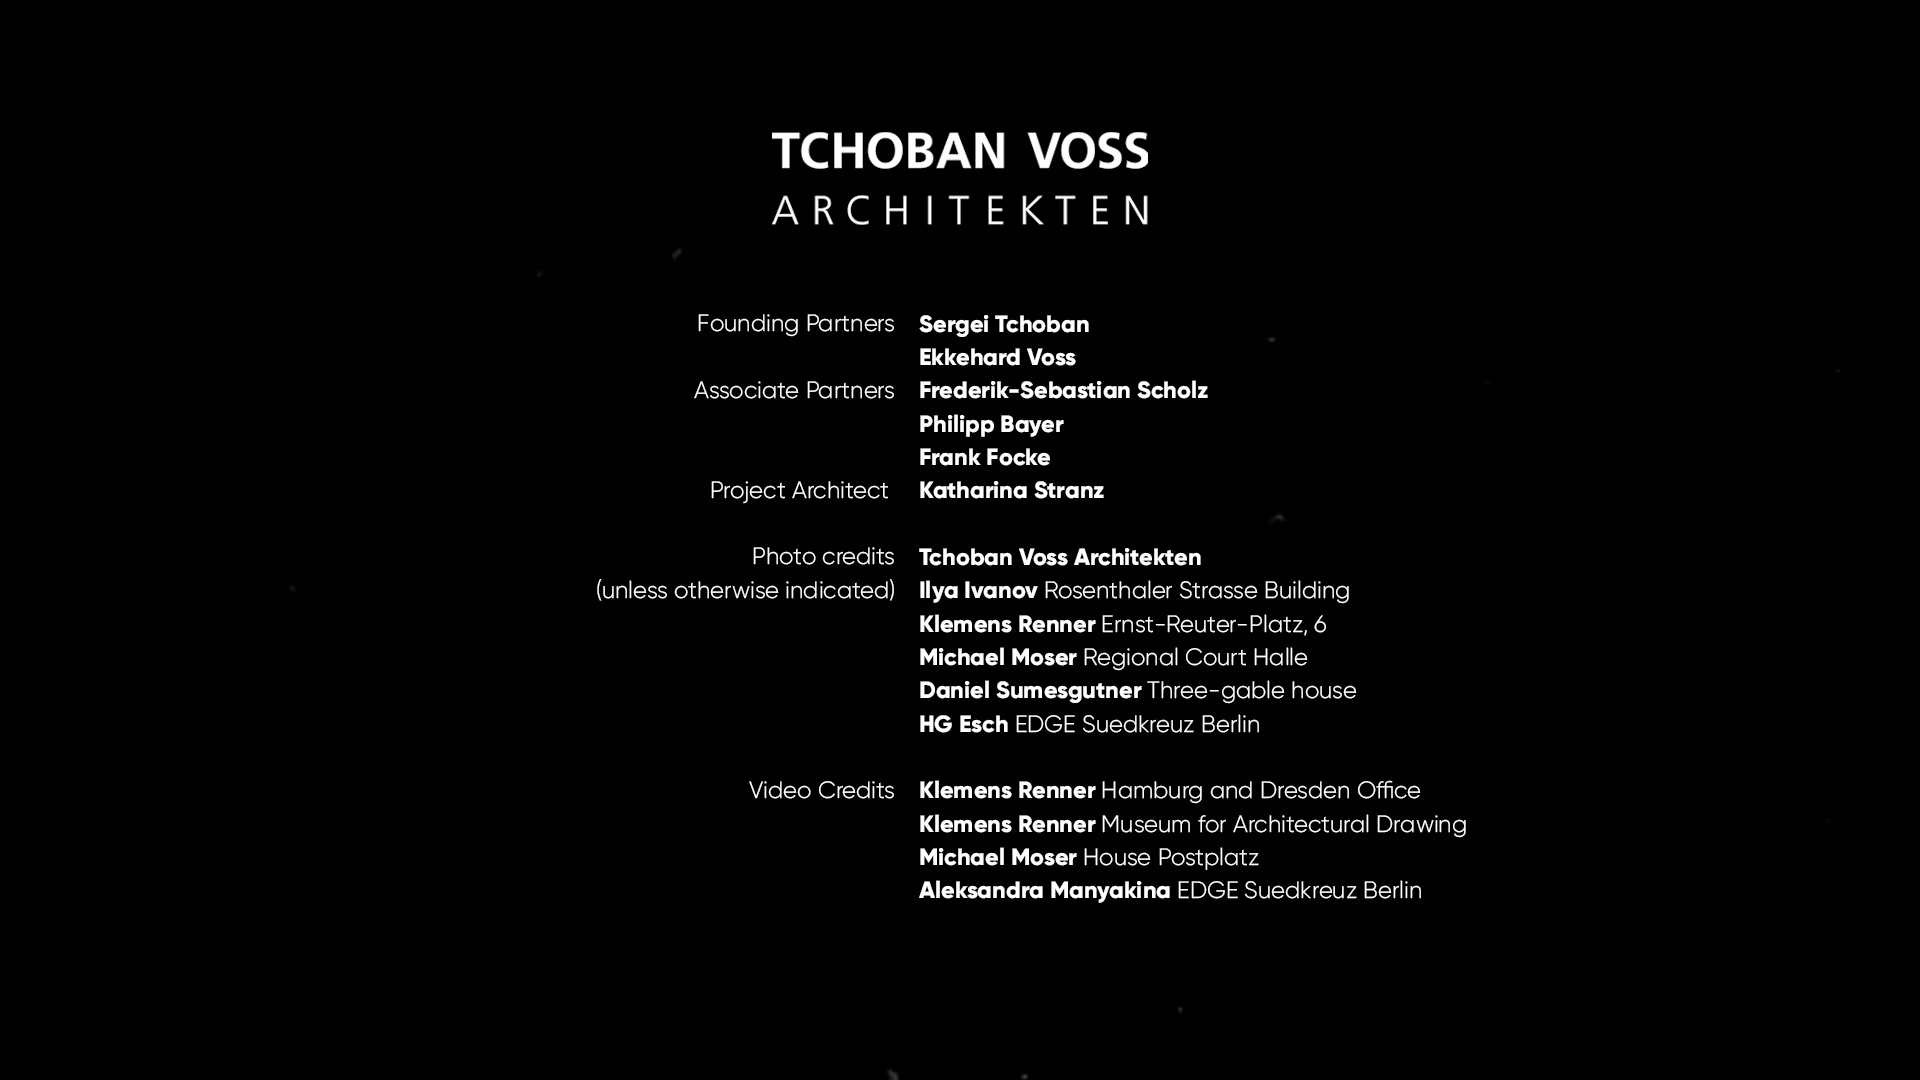 TCHOBAN VOSS
ARCHITEKTEN
Founding Partners Sergei Tchoban
Ekkehard Voss
Associate Partners Frederik-Sebastian Scholz
Philipp Bayer
Frank Focke
Project Architect Katharina Stranz
Photo credits Tchoban Voss Architekten
(unless otherwise indicated) Ilya Ivanov Rosenthaler Strasse Building
Klemens Renner Ernst-Reuter-Platz, 6
Michael Moser Regional Court Halle
Daniel Sumesgutner Three-gable house
HG Esch EDGE Suedkreuz Berlin
Video Credits Klemens Renner Hamburg and Dresden Office
Klemens Renner Museum for Architectural Drawing
Michael Moser House Postplatz
Aleksandra Manyakina EDGE Suedkreuz Berlin